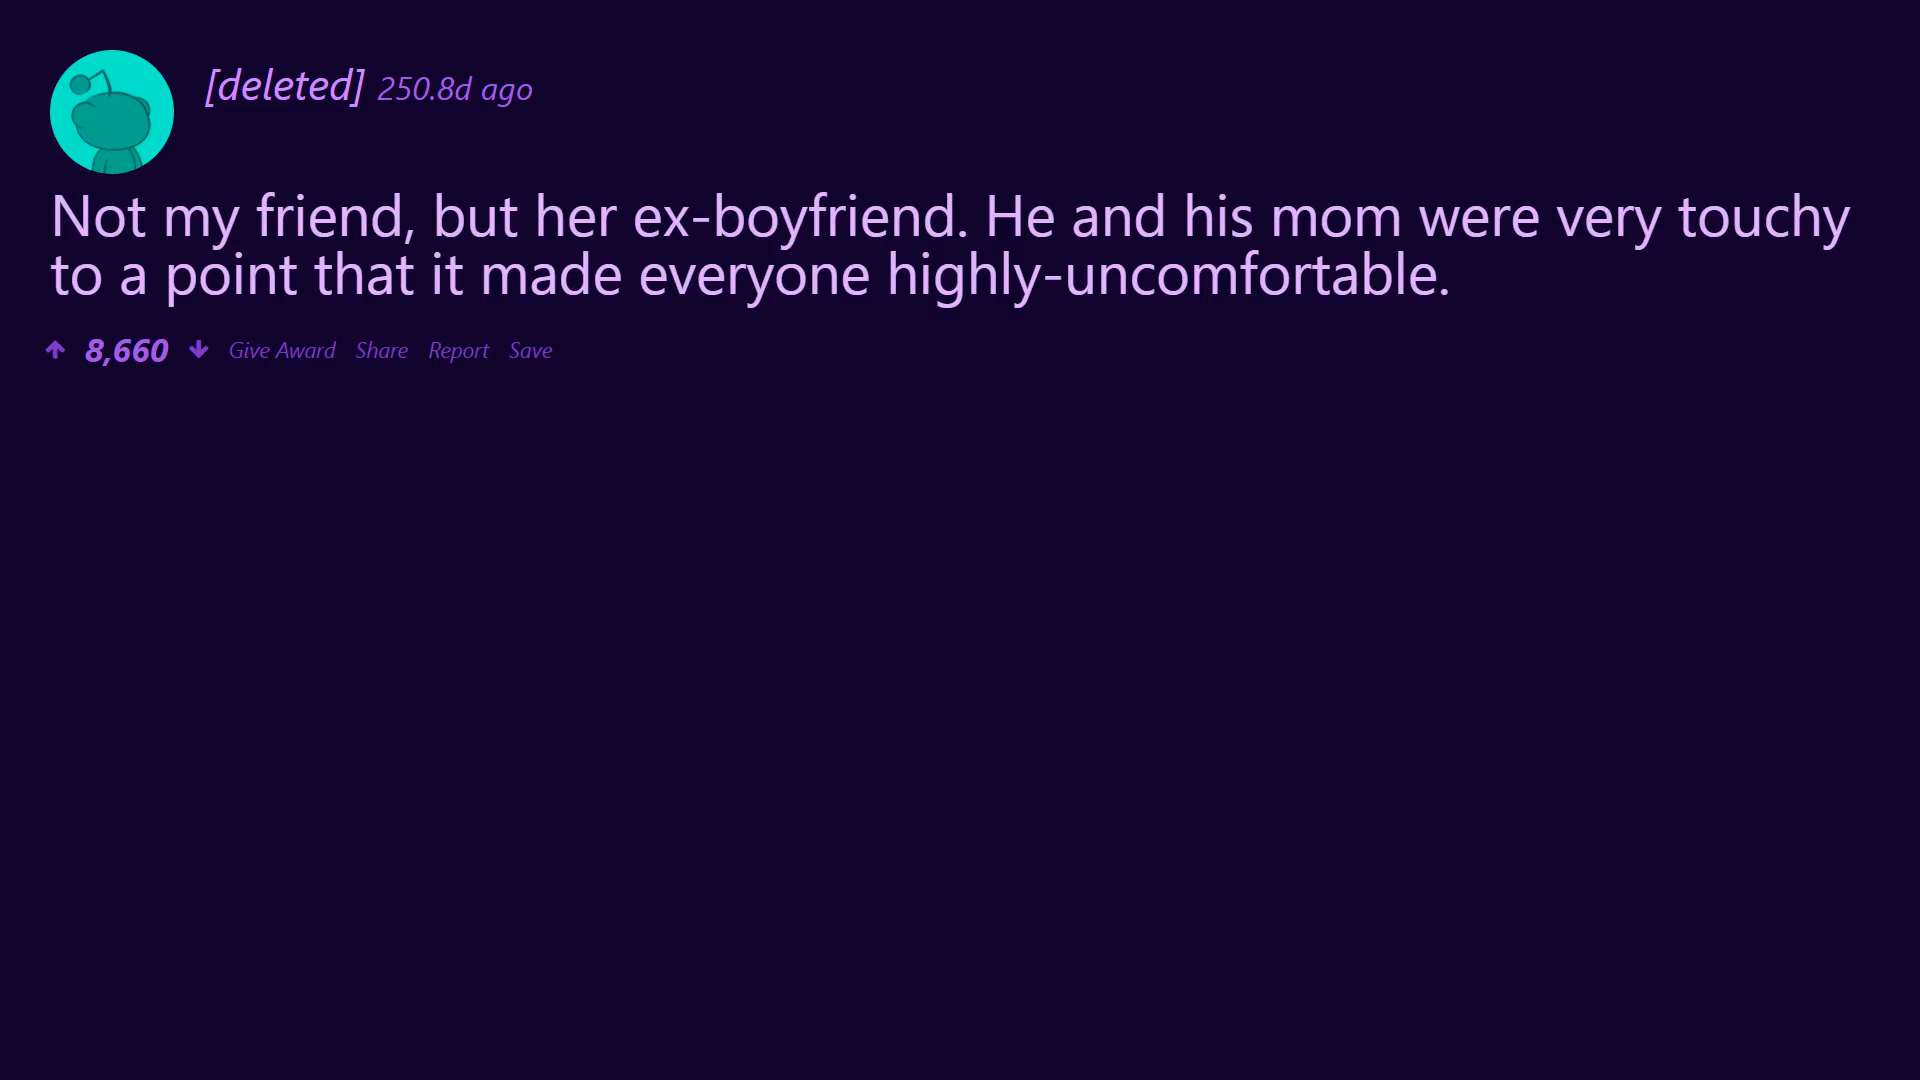 [deleted] 250.8d ago
Not my friend, but her ex-boyfriend. He and his mom were very touchy
to a point that it made everyone highly-uncomfortable.
8,660 Give Award Share Report Save